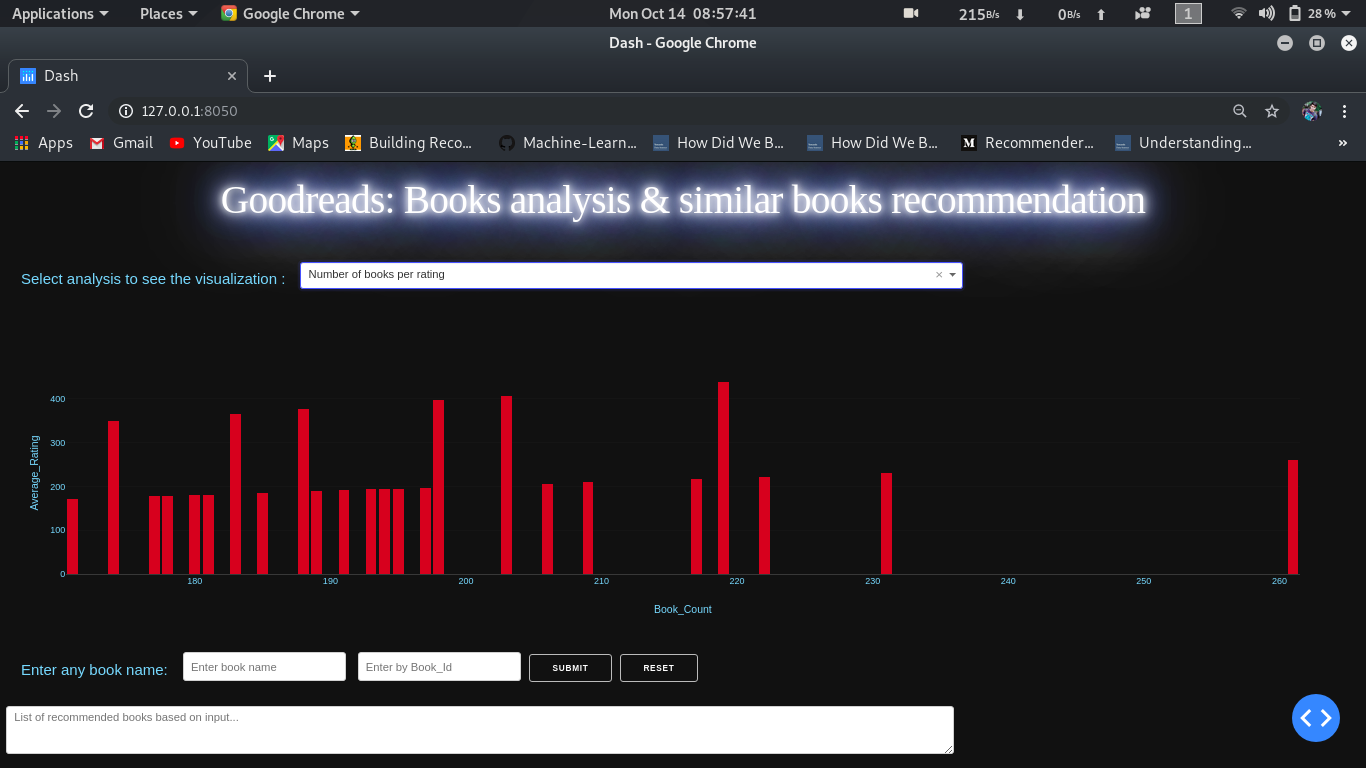 Applications Places Google Chrome Mon Oct 14 08:57:41 215B/s 0B/s 1 28 %
Dash - Google Chrome
Dash
127.0.0.1:8050
Apps Gmail YouTube Maps Building Reco... Machine-Learn... How Did We B... How Did We B... Recommender... Understanding... »
Goodreads: Books analysis & similar books recommendation
Select analysis to see the visualization : Number of books per rating
400
300
200
100
0
Average_Rating
180 190 200 210 220 230 240 250 260
Book_Count
Enter any book name: Enter book name Enter by Book_Id SUBMIT RESET
List of recommended books based on input...